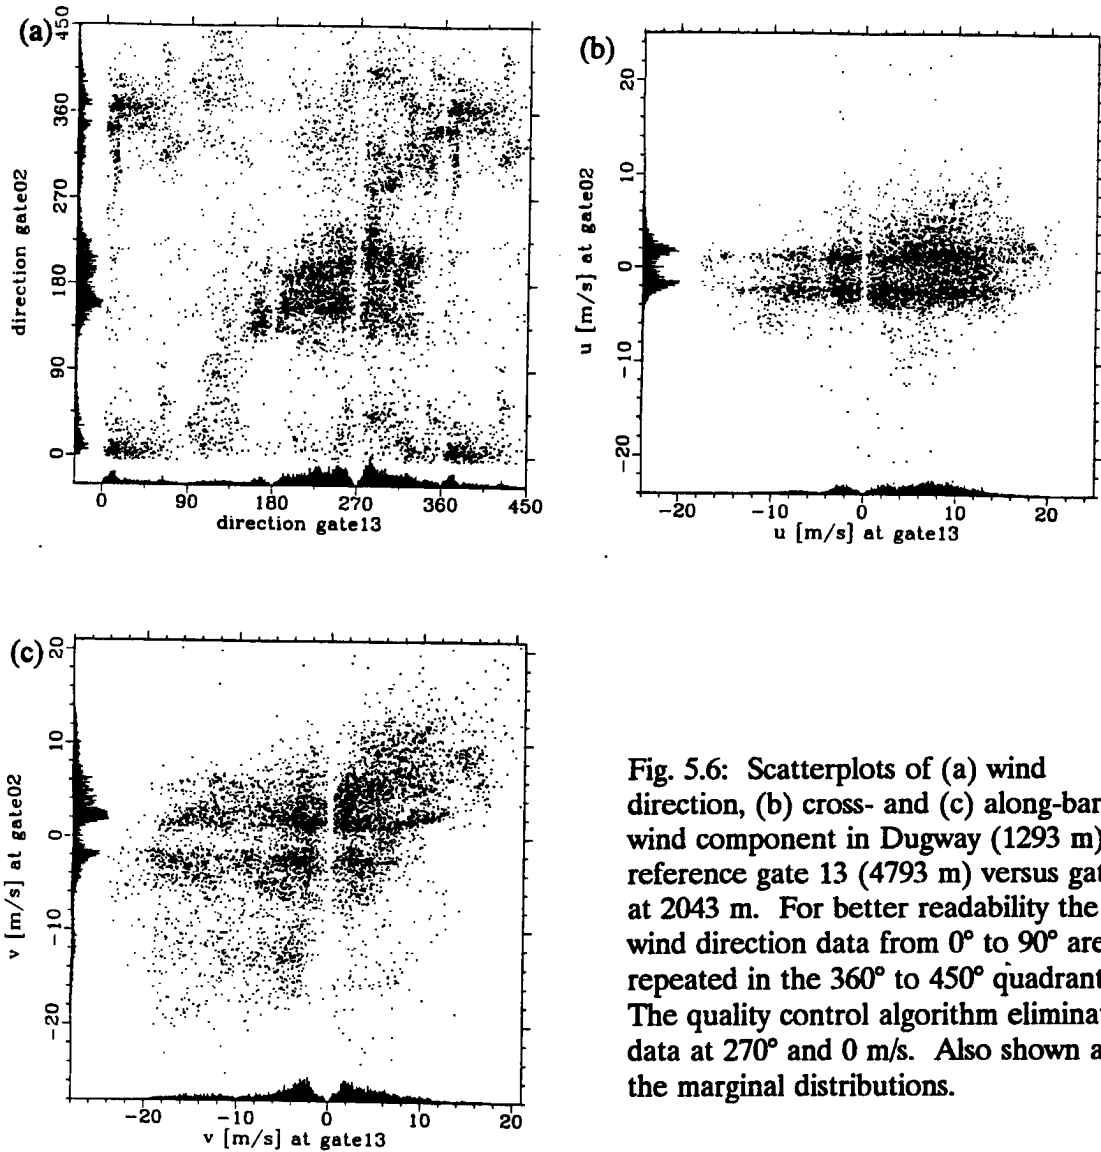 (a)
450
360
270
180
90
0
direction gate02
0 90 180 270 360 450
direction gate13
(b)
20
10
0
-10
-20
u [m/s] at gate02
-20 -10 0 10 20
u [m/s] at gate13
(c)
20
10
0
-10
-20
v [m/s] at gate02
-20 -10 0 10 20
v [m/s] at gate13
Fig. 5.6: Scatterplots of (a) wind
direction, (b) cross- and (c) along-bar
wind component in Dugway (1293 m)
reference gate 13 (4793 m) versus gat
at 2043 m. For better readability the
wind direction data from 0° to 90° are
repeated in the 360° to 450° quadrant
The quality control algorithm eliminat
data at 270° and 0 m/s. Also shown a
the marginal distributions.